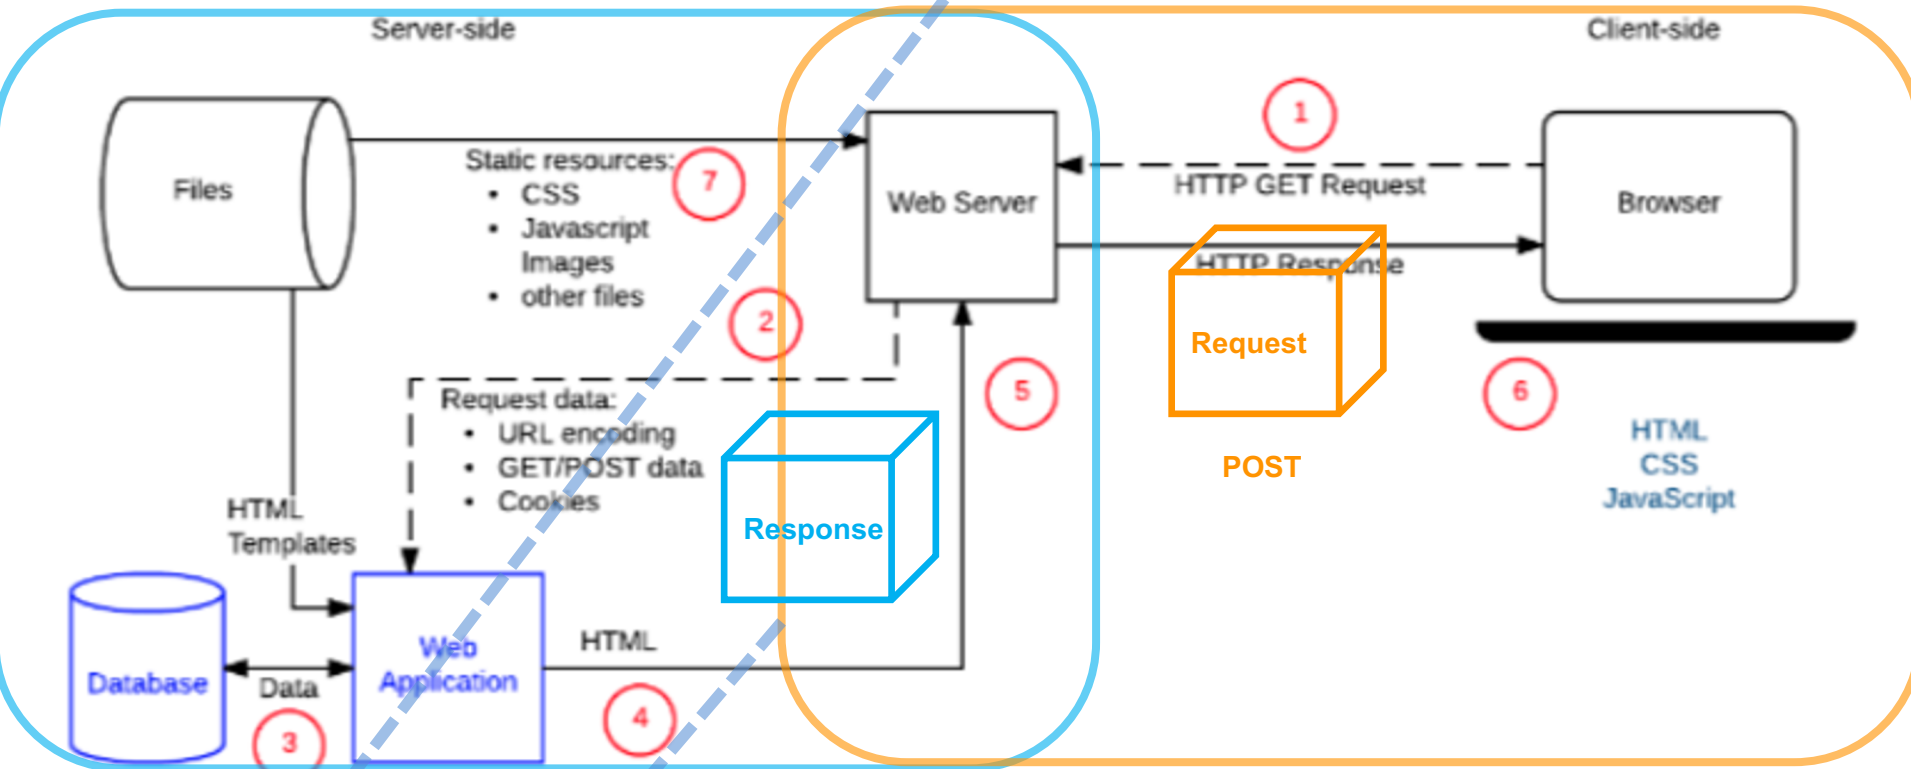 Server-side
Client-side
1
Files
Static resources:
• CSS
• Javascript
Images
• other files
7
Web Server
HTTP GET Request
Browser
HTTP Response
2
Request
5
6
Request data:
• URL encoding
• GET/POST data
• Cookies
POST
HTML
CSS
JavaScript
Response
HTML
Templates
Web
Application
HTML
Database
Data
3
4